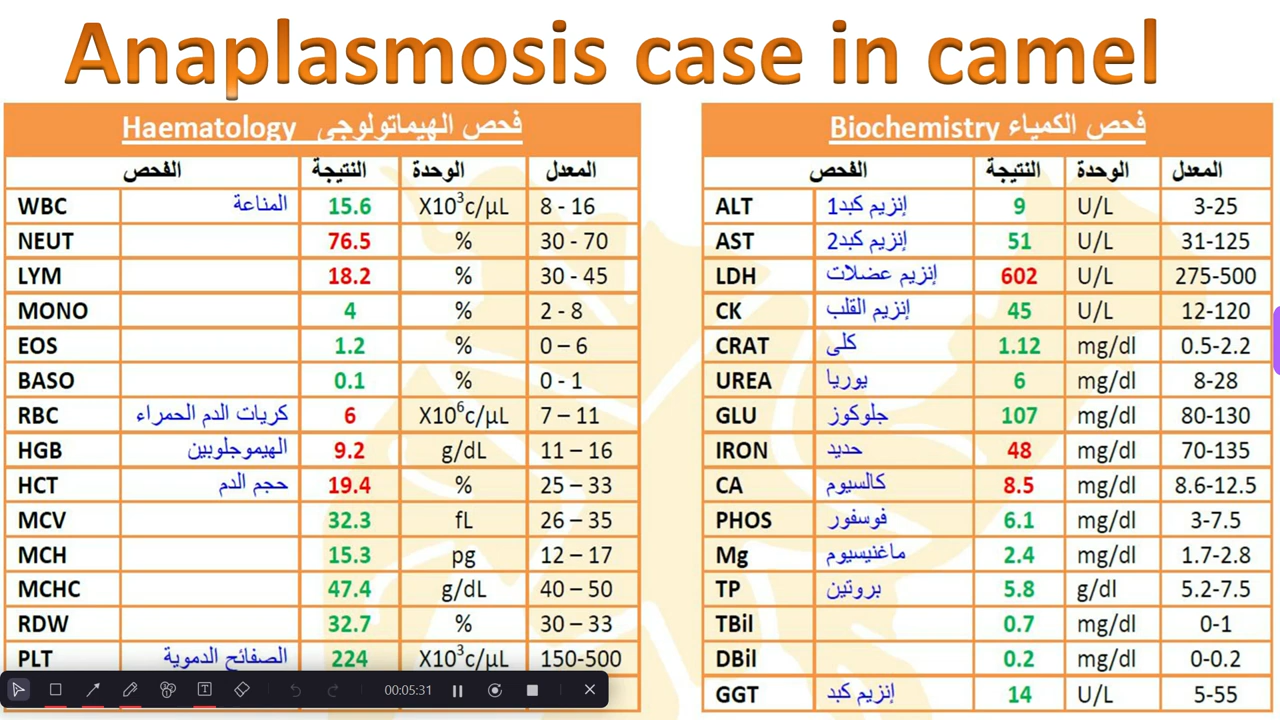 Anaplasmosis case in camel
Haematology فحص الهيماتولوجى
الفحص النتيجة الوحدة المعدل
WBC المناعة 15.6 X10³c/µL 8 - 16
NEUT 76.5 % 30 - 70
LYM 18.2 % 30 - 45
MONO 4 % 2 - 8
EOS 1.2 % 0 – 6
BASO 0.1 % 0 - 1
RBC كريات الدم الحمراء 6 X10⁶c/µL 7 – 11
HGB الهيموجلوبين 9.2 g/dL 11 – 16
HCT حجم الدم 19.4 % 25 – 33
MCV 32.3 fL 26 – 35
MCH 15.3 pg 12 – 17
MCHC 47.4 g/dL 40 – 50
RDW 32.7 % 30 – 33
PLT الصفائح الدموية 224 X10³c/µL 150-500
Biochemistry فحص الكمياء
الفحص النتيجة الوحدة المعدل
ALT إنزيم كبد1 9 U/L 3-25
AST إنزيم كبد2 51 U/L 31-125
LDH إنزيم عضلات 602 U/L 275-500
CK إنزيم القلب 45 U/L 12-120
CRAT كلى 1.12 mg/dl 0.5-2.2
UREA يوريا 6 mg/dl 8-28
GLU جلوكوز 107 mg/dl 80-130
IRON حديد 48 mg/dl 70-135
CA كالسيوم 8.5 mg/dl 8.6-12.5
PHOS فوسفور 6.1 mg/dl 3-7.5
Mg ماغنيسيوم 2.4 mg/dl 1.7-2.8
TP بروتين 5.8 g/dl 5.2-7.5
TBil 0.7 mg/dl 0-1
DBil 0.2 mg/dl 0-0.2
GGT إنزيم كبد 14 U/L 5-55
00:05:31